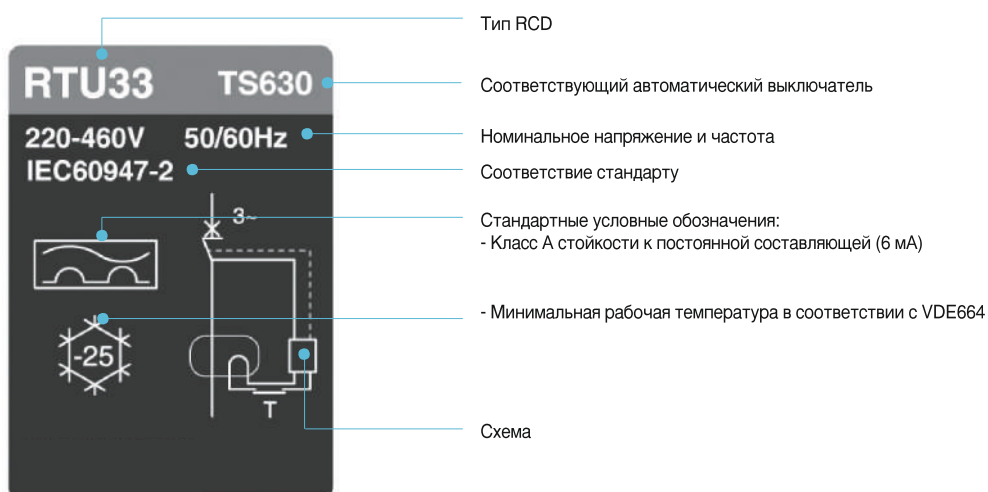 Тип RCD
RTU33 TS630
Соответствующий автоматический выключатель
220-460V 50/60Hz
Номинальное напряжение и частота
IEC60947-2
Соответствие стандарту
3~
Стандартные условные обозначения:
- Класс А стойкости к постоянной составляющей (6 мА)
- Минимальная рабочая температура в соответствии с VDE664
-25
T
Схема